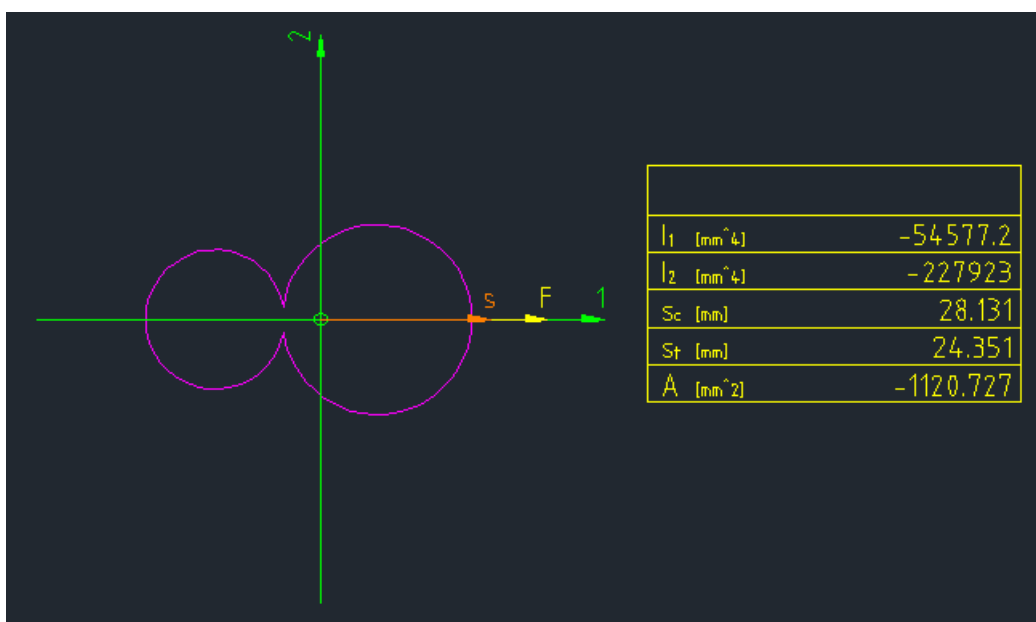 2
S F 1
I1 [mm^4] -54577.2
I2 [mm^4] -227923
Sc [mm] 28.131
St [mm] 24.351
A [mm^2] -1120.727